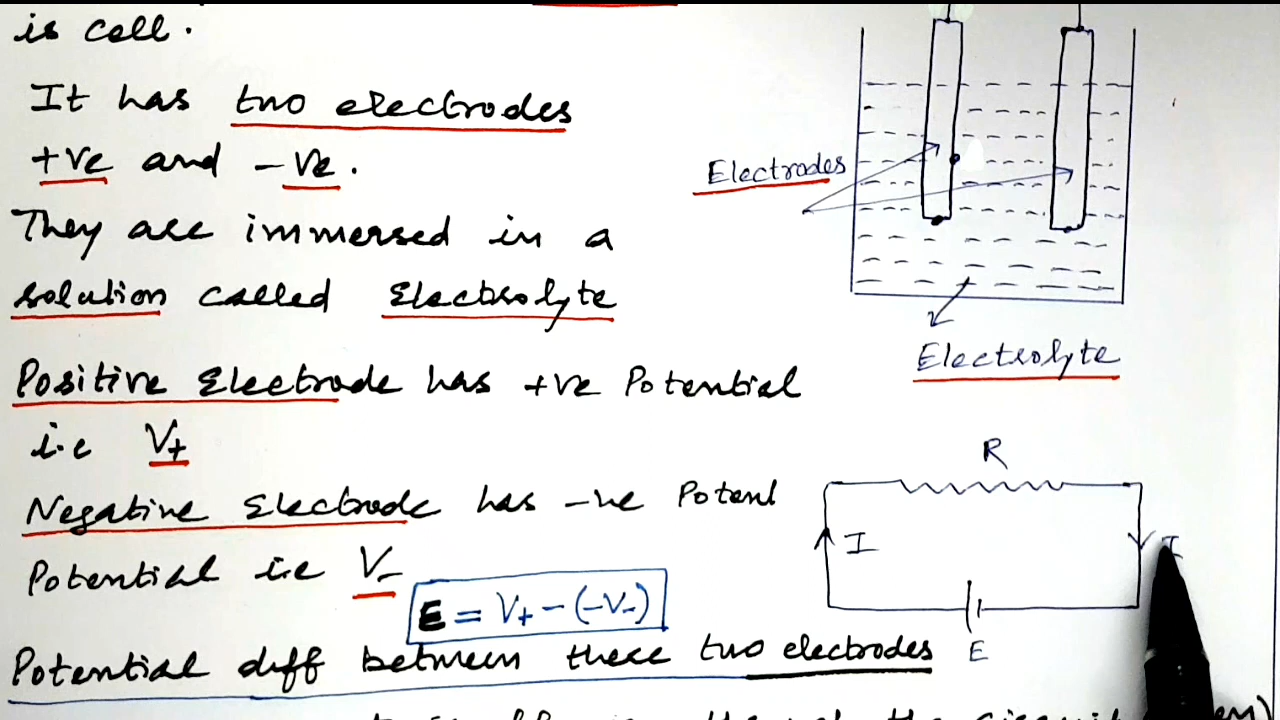 is cell.
It has two electrodes
+ve and -ve.
They are immersed in a
solution called Electrolyte
Positive Electrode has +ve Potential
i.e V+
Negative Electrode has -ve Potent
Potential i.e V-
E = V+ - (-V-)
Potential diff between these two electrodes
Electrodes
Electrolyte
R
I
I
E